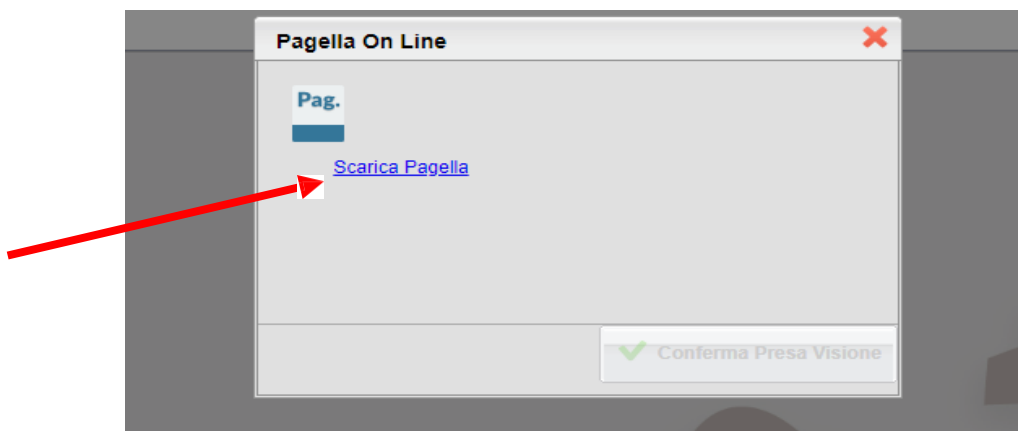 Pagella On Line
Pag.
Scarica Pagella
Conferma Presa Visione